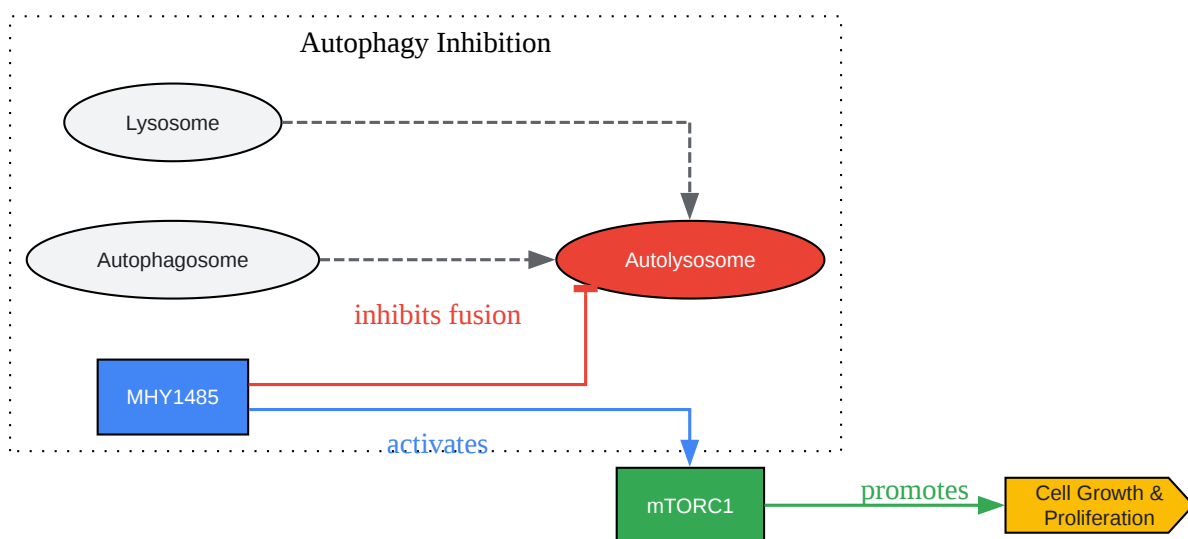 Autophagy Inhibition
Lysosome
Autophagosome
Autolysosome
inhibits fusion
MHY1485
activates
mTORC1
promotes
Cell Growth &
Proliferation